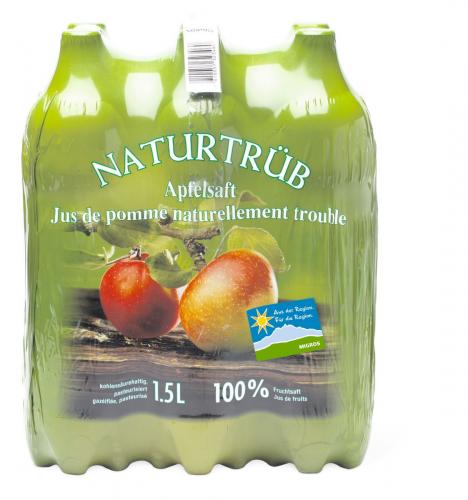 NATURTRÜB
Apfelsaft
Jus de pomme naturellement trouble
Aus der Region.
Für die Region.
MIGROS
kohlensäurehaltig,
pasteurisiert
gazéifiée, pasteurisé
1.5L
100%
Fruchtsaft
Jus de fruits